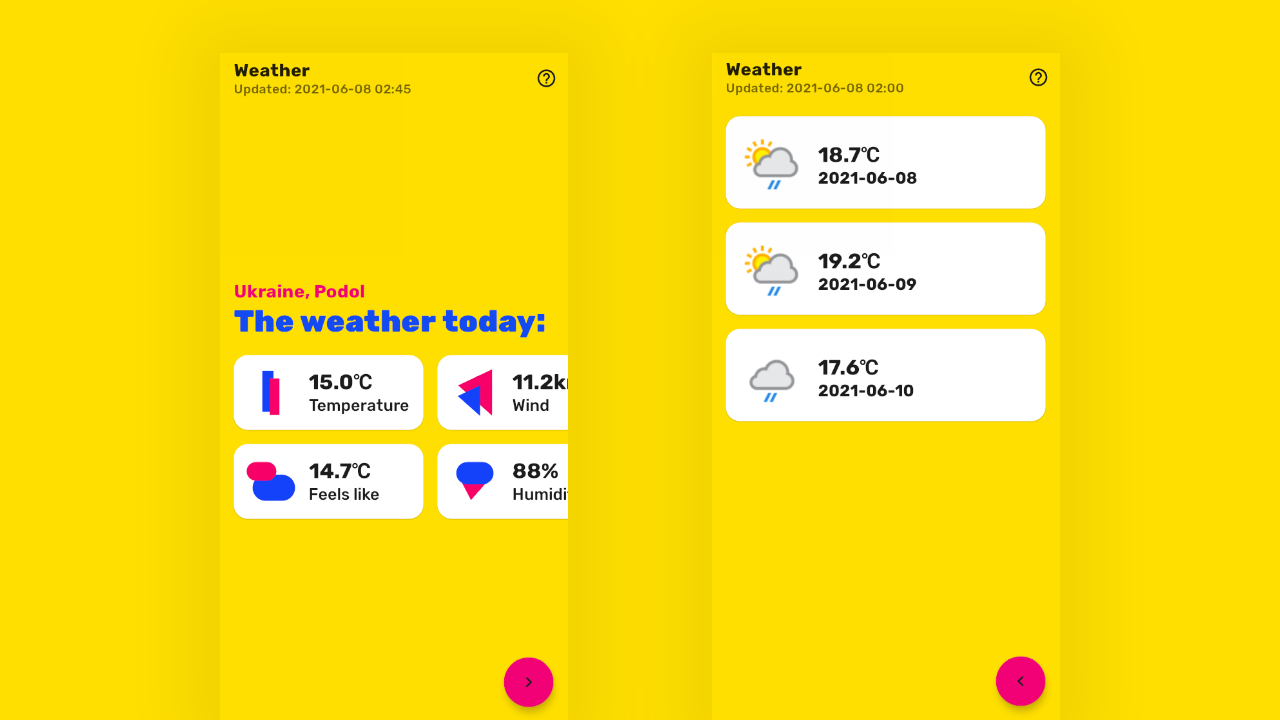 Weather
Updated: 2021-06-08 02:45
Ukraine, Podol
The weather today:
15.0℃
Temperature
11.2k
Wind
14.7℃
Feels like
88%
Humidi
Weather
Updated: 2021-06-08 02:00
18.7℃
2021-06-08
19.2℃
2021-06-09
17.6℃
2021-06-10